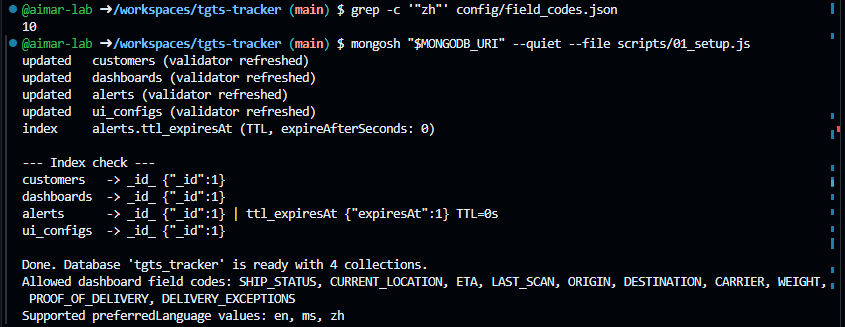 @aimar-lab ➜/workspaces/tgts-tracker (main) $ grep -c '"zh"' config/field_codes.json
10
@aimar-lab ➜/workspaces/tgts-tracker (main) $ mongosh "$MONGODB_URI" --quiet --file scripts/01_setup.js
updated   customers (validator refreshed)
updated   dashboards (validator refreshed)
updated   alerts (validator refreshed)
updated   ui_configs (validator refreshed)
index     alerts.ttl_expiresAt (TTL, expireAfterSeconds: 0)
--- Index check ---
customers   -> _id_ {"_id":1}
dashboards  -> _id_ {"_id":1}
alerts      -> _id_ {"_id":1} | ttl_expiresAt {"expiresAt":1} TTL=0s
ui_configs  -> _id_ {"_id":1}
Done. Database 'tgts_tracker' is ready with 4 collections.
Allowed dashboard field codes: SHIP_STATUS, CURRENT_LOCATION, ETA, LAST_SCAN, ORIGIN, DESTINATION, CARRIER, WEIGHT,
PROOF_OF_DELIVERY, DELIVERY_EXCEPTIONS
Supported preferredLanguage values: en, ms, zh